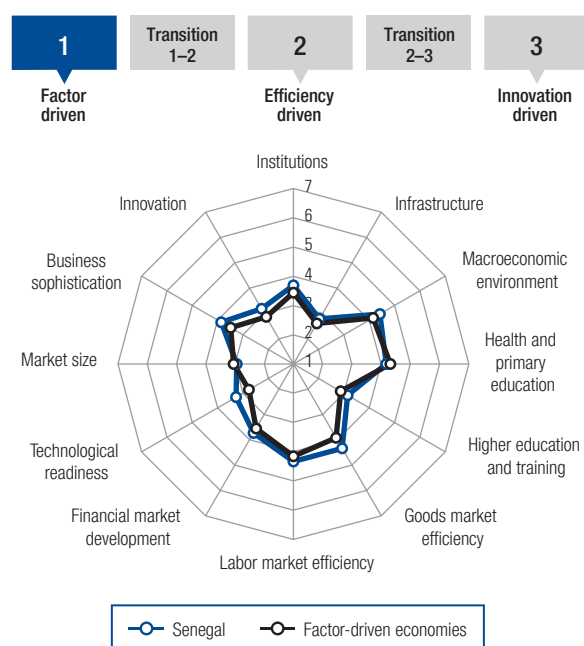 1
Transition
1–2
2
Transition
2–3
3
Factor
driven
Efficiency
driven
Innovation
driven
Institutions
7
6
5
4
3
2
1
Infrastructure
Macroeconomic
environment
Health and
primary
education
Higher education
and training
Goods market
efficiency
Labor market efficiency
Financial market
development
Technological
readiness
Market size
Business
sophistication
Innovation
Senegal
Factor-driven economies